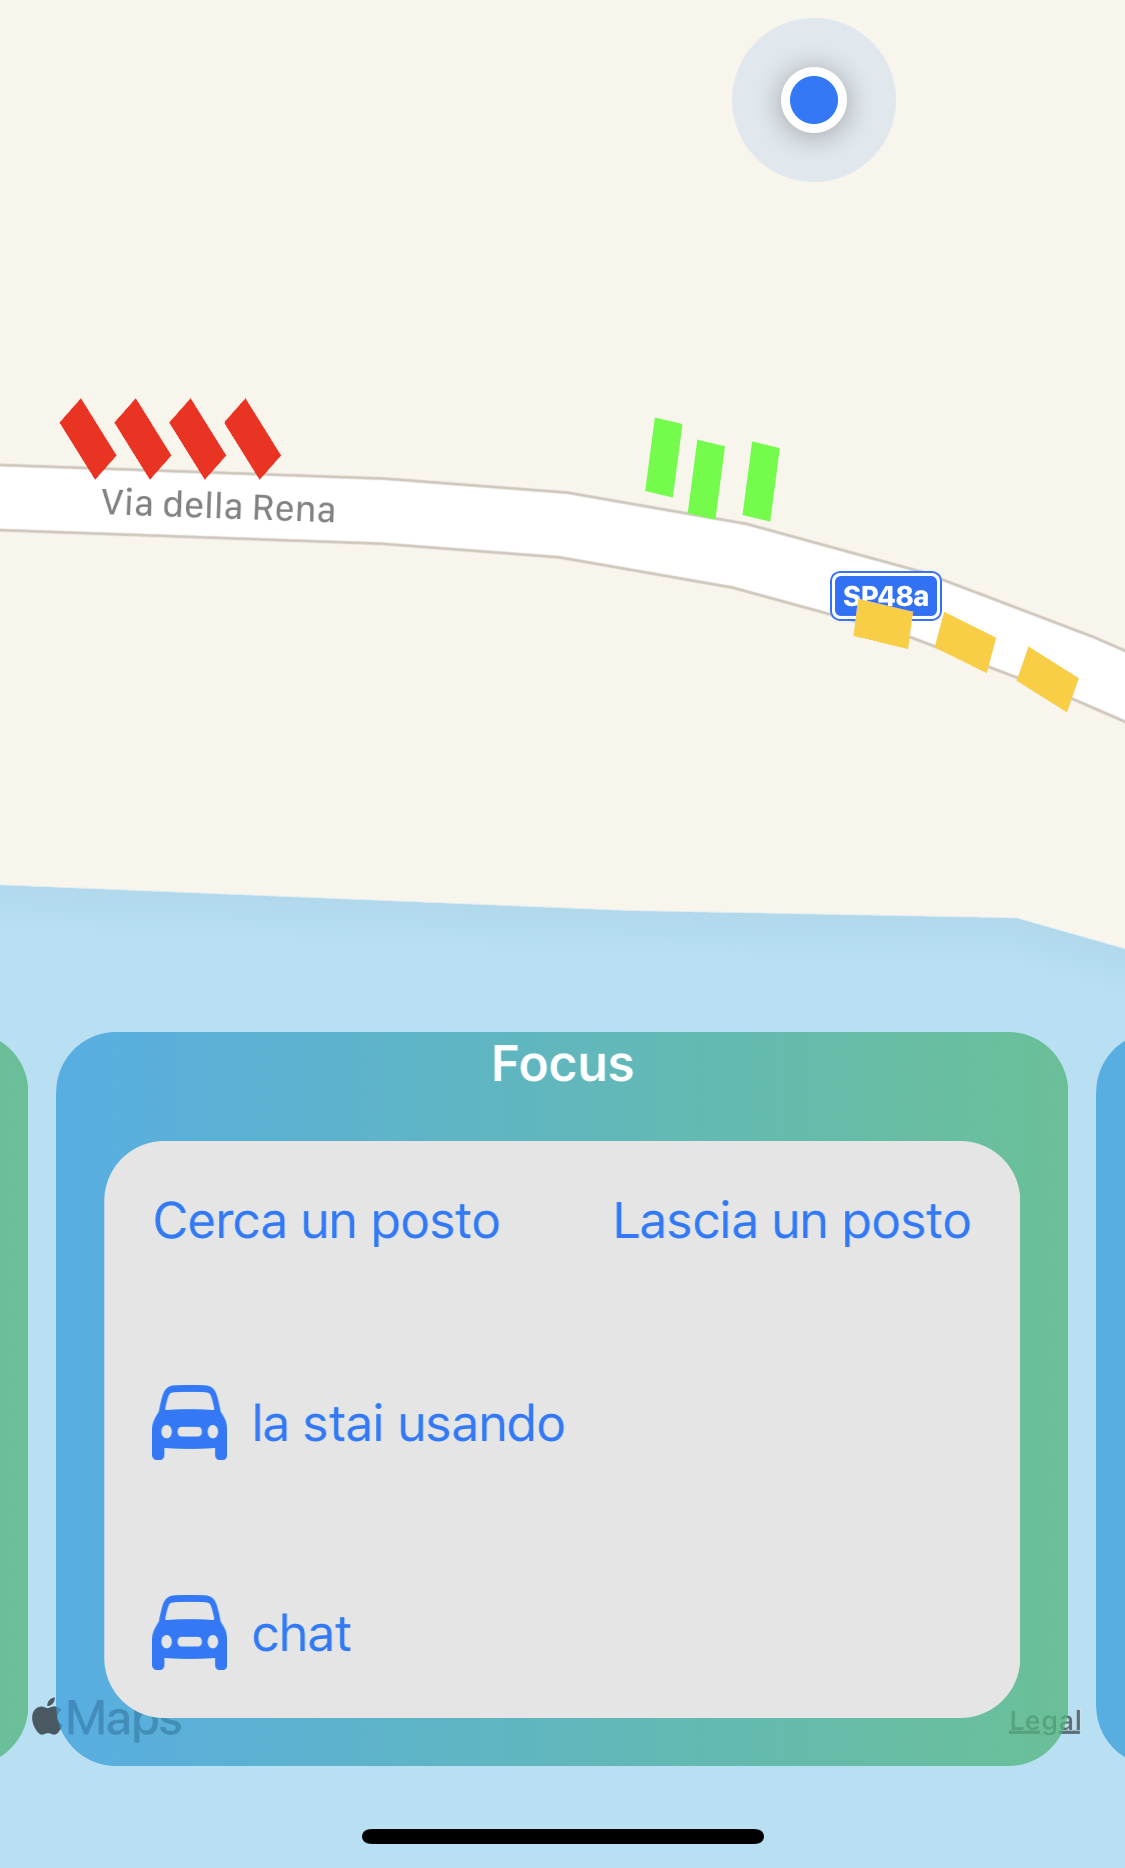 Via della Rena
SP48a
Focus
Cerca un posto
Lascia un posto
la stai usando
chat
Maps
Legal